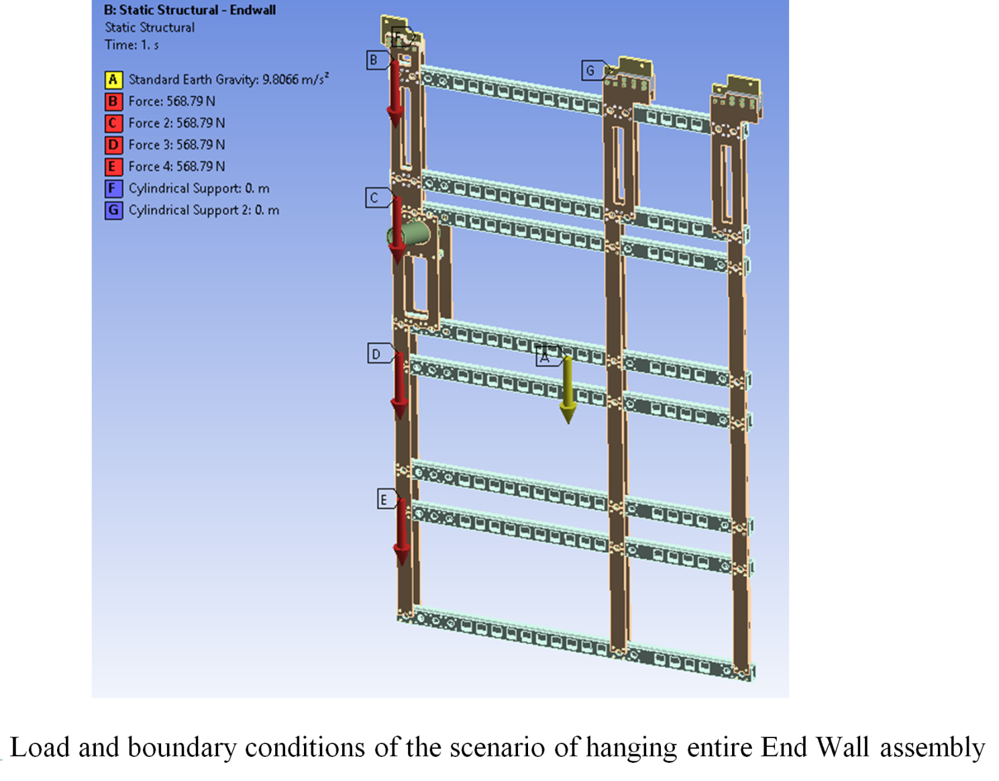 B: Static Structural - Endwall
Static Structural
Time: 1. s
A Standard Earth Gravity: 9.8066 m/s²
B Force: 568.79 N
C Force 2: 568.79 N
D Force 3: 568.79 N
E Force 4: 568.79 N
F Cylindrical Support: 0. m
G Cylindrical Support 2: 0. m
F
B
G
C
D
A
E
Load and boundary conditions of the scenario of hanging entire End Wall assembly